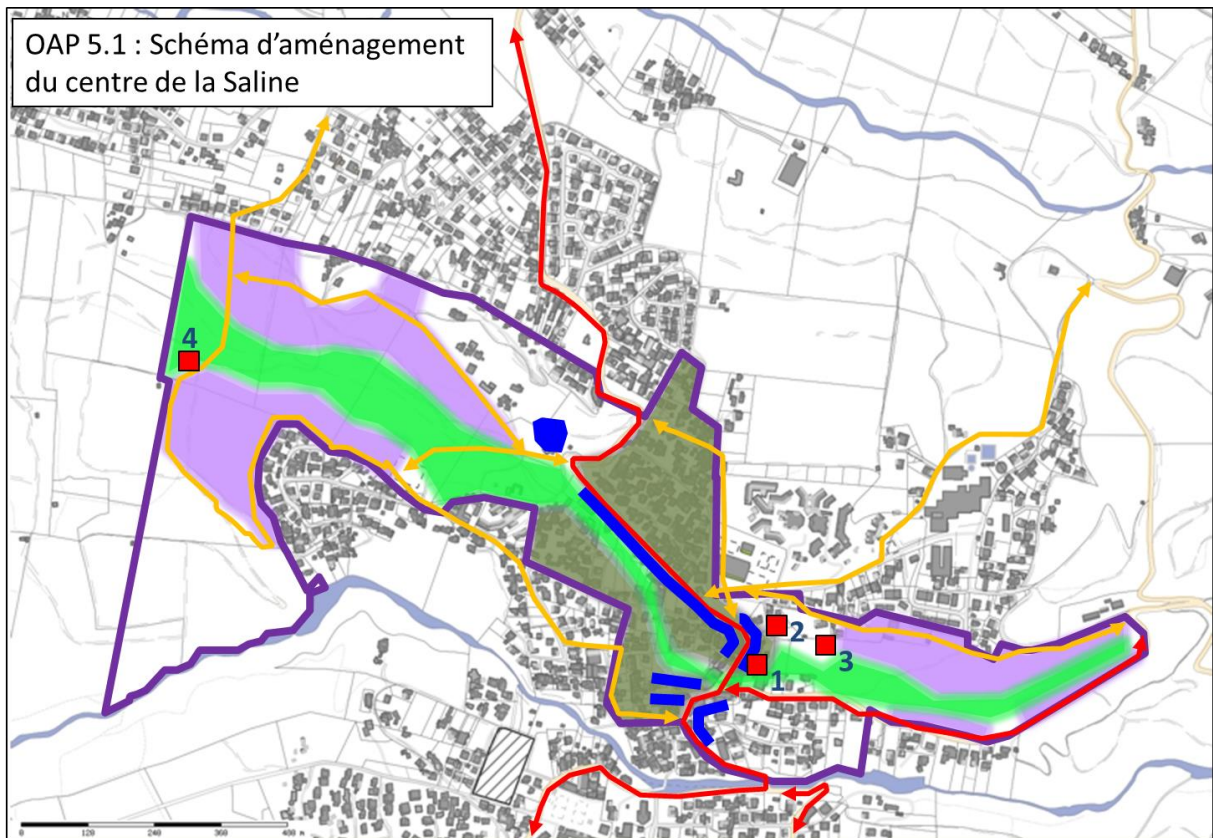 OAP 5.1 : Schéma d'aménagement
du centre de la Saline
4
2
3
1
0 120 240 360 480 m